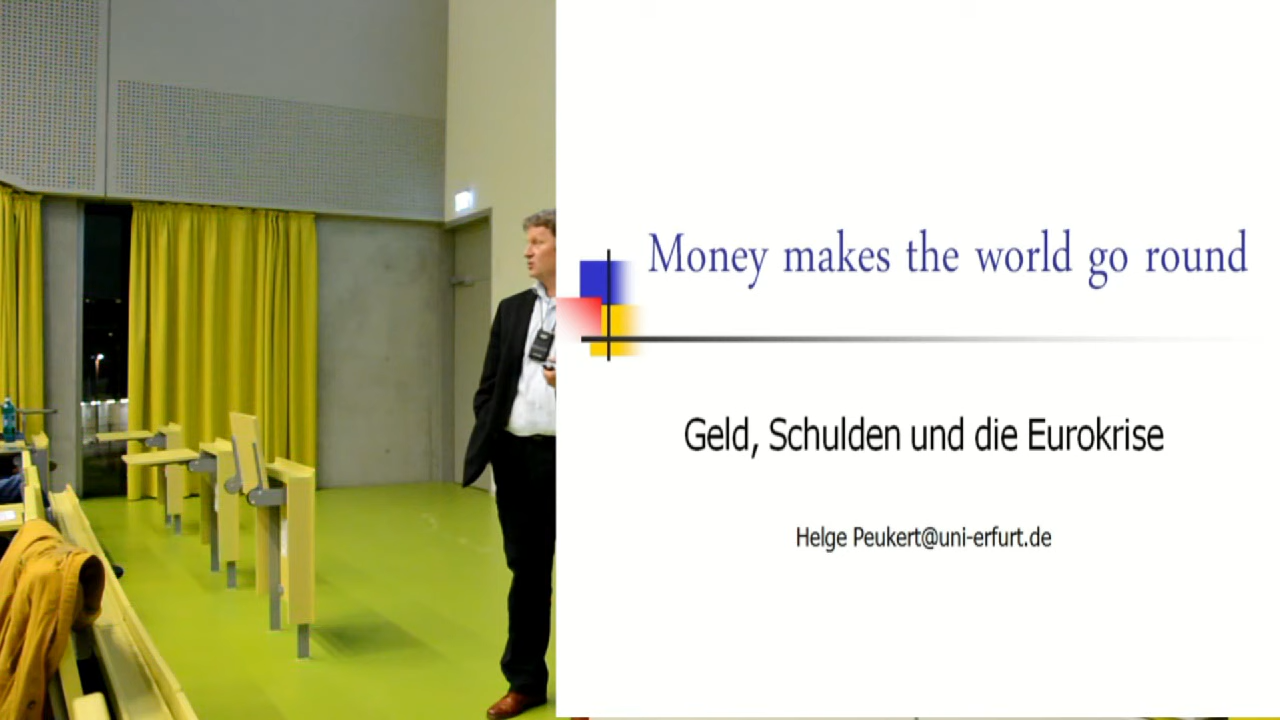 Money makes the world go round
Geld, Schulden und die Eurokrise
Helge Peukert@uni-erfurt.de